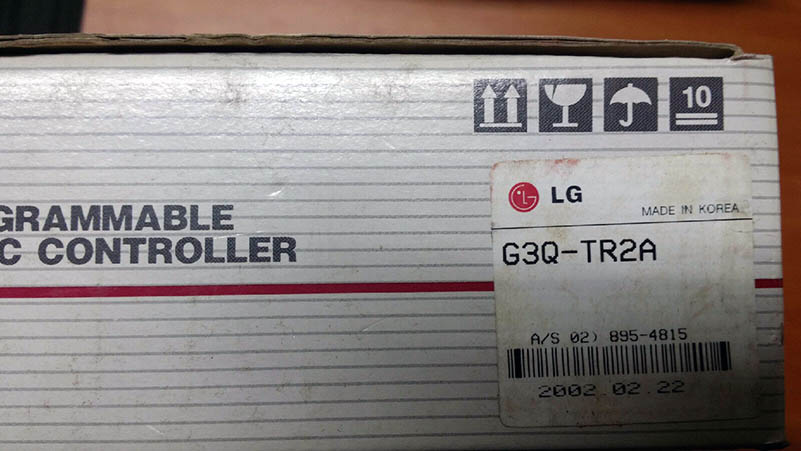 10
GRAMMABLE
C CONTROLLER
LG
MADE IN KOREA
G3Q-TR2A
A/S 02) 895-4815
2002.02.22